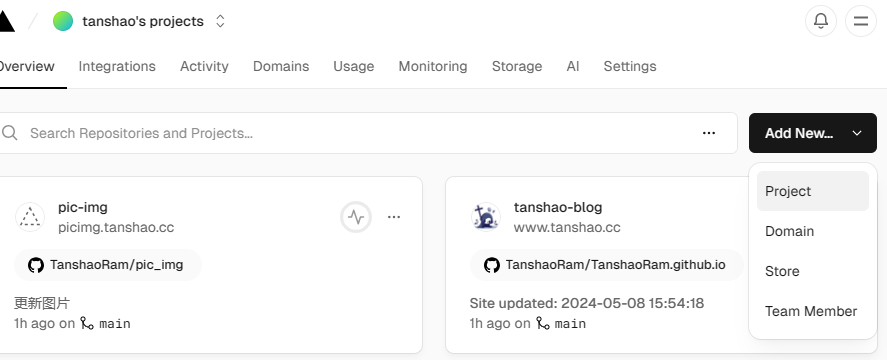 tanshao's projects
Overview Integrations Activity Domains Usage Monitoring Storage AI Settings
Search Repositories and Projects...
Add New...
Project
Domain
Store
Team Member
pic-img
picimg.tanshao.cc
TanshaoRam/pic_img
更新图片
1h ago on main
tanshao-blog
www.tanshao.cc
TanshaoRam/TanshaoRam.github.io
Site updated: 2024-05-08 15:54:18
1h ago on main